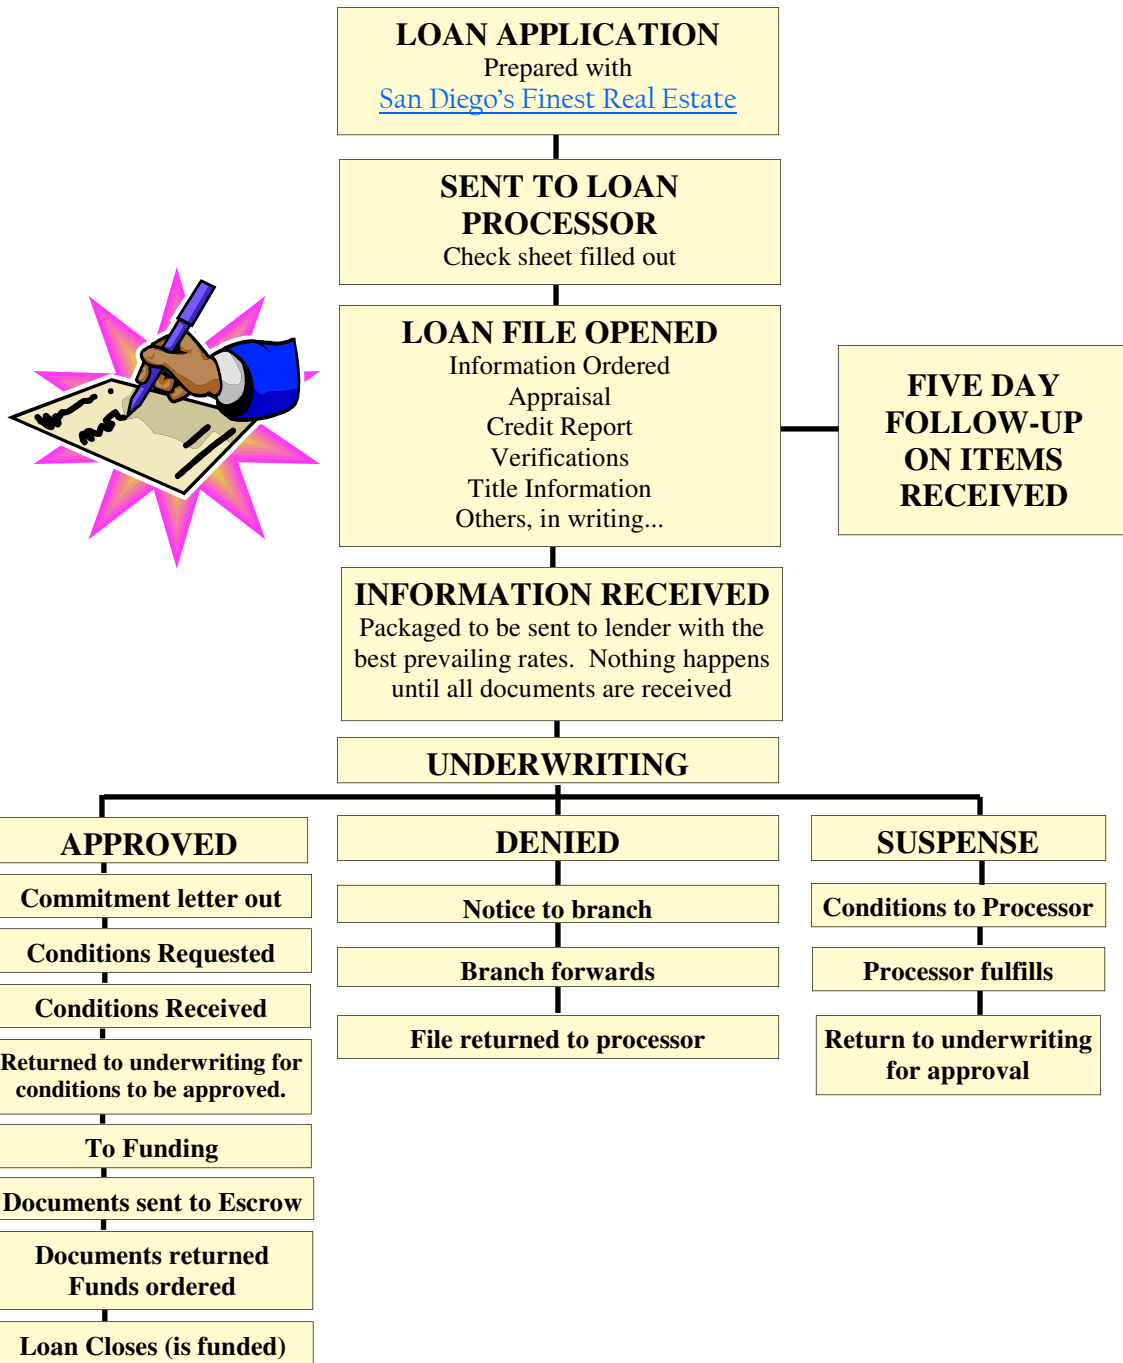 LOAN APPLICATION
Prepared with
San Diego's Finest Real Estate
SENT TO LOAN
PROCESSOR
Check sheet filled out
LOAN FILE OPENED
Information Ordered
Appraisal
Credit Report
Verifications
Title Information
Others, in writing...
FIVE DAY
FOLLOW-UP
ON ITEMS
RECEIVED
INFORMATION RECEIVED
Packaged to be sent to lender with the
best prevailing rates.  Nothing happens
until all documents are received
UNDERWRITING
APPROVED
Commitment letter out
Conditions Requested
Conditions Received
Returned to underwriting for
conditions to be approved.
To Funding
Documents sent to Escrow
Documents returned
Funds ordered
Loan Closes (is funded)
DENIED
Notice to branch
Branch forwards
File returned to processor
SUSPENSE
Conditions to Processor
Processor fulfills
Return to underwriting
for approval